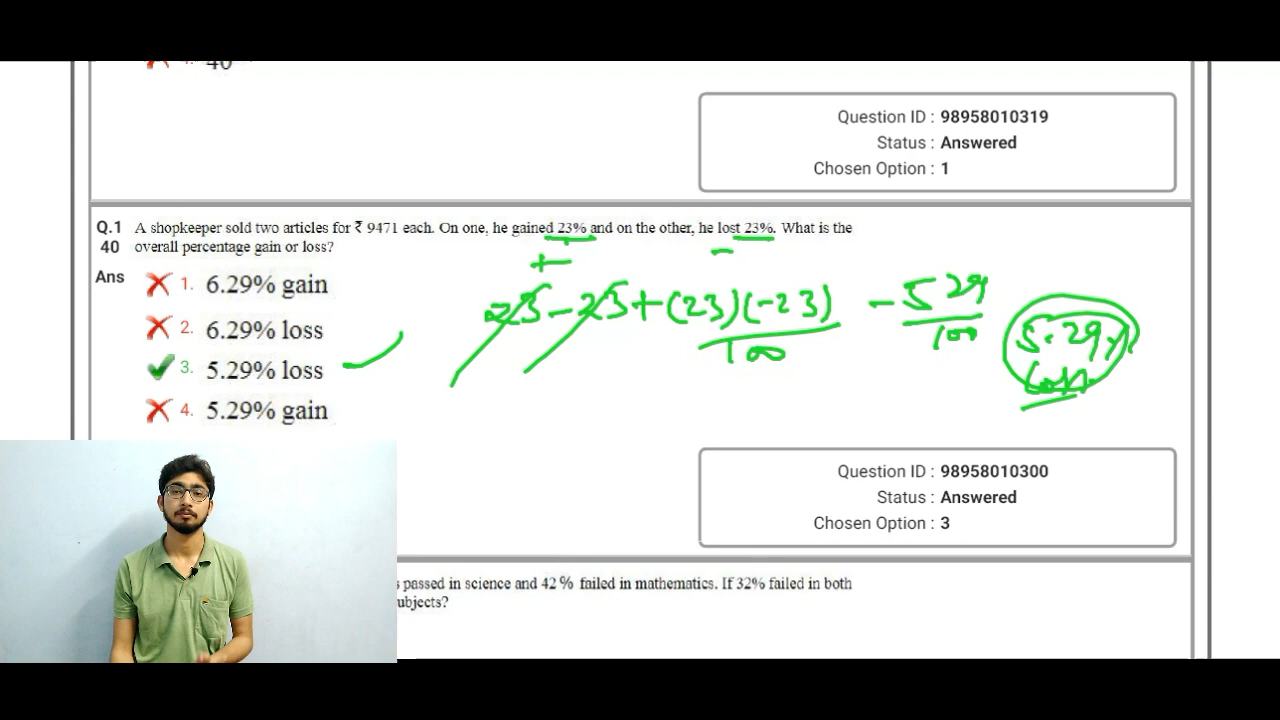 4. 40
Question ID : 98958010319
Status : Answered
Chosen Option : 1
Q.1 A shopkeeper sold two articles for ₹ 9471 each. On one, he gained 23% and on the other, he lost 23%. What is the
40 overall percentage gain or loss?
Ans
1. 6.29% gain
2. 6.29% loss
3. 5.29% loss
4. 5.29% gain
+ −
23 − 23 + (23)(-23) − 529
100 100
5.29%
loss
Question ID : 98958010300
Status : Answered
Chosen Option : 3
passed in science and 42% failed in mathematics. If 32% failed in both
ubjects?